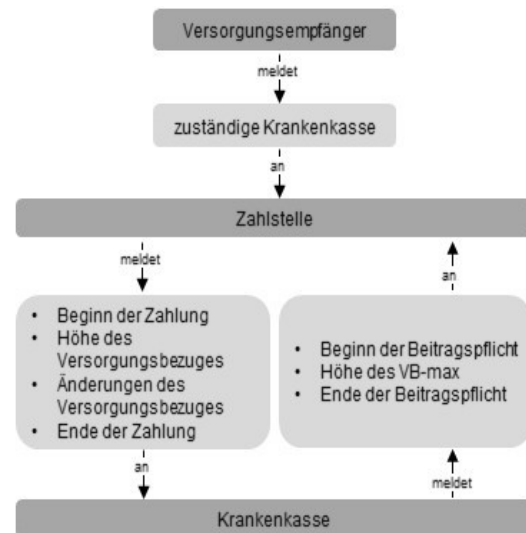 Versorgungsempfänger
meldet
zuständige Krankenkasse
an
Zahlstelle
meldet
• Beginn der Zahlung
• Höhe des
Versorgungsbezuges
• Änderungen des
Versorgungsbezuges
• Ende der Zahlung
an
an
• Beginn der Beitragspflicht
• Höhe des VB-max
• Ende der Beitragspflicht
meldet
Krankenkasse